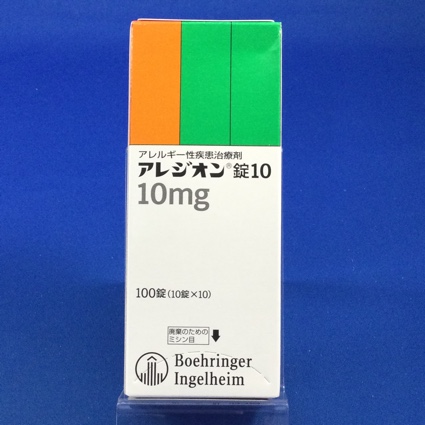 アレルギー性疾患治療剤
アレジオン®錠10
10mg
100錠(10錠×10)
廃棄のための
ミシン目
Boehringer
Ingelheim